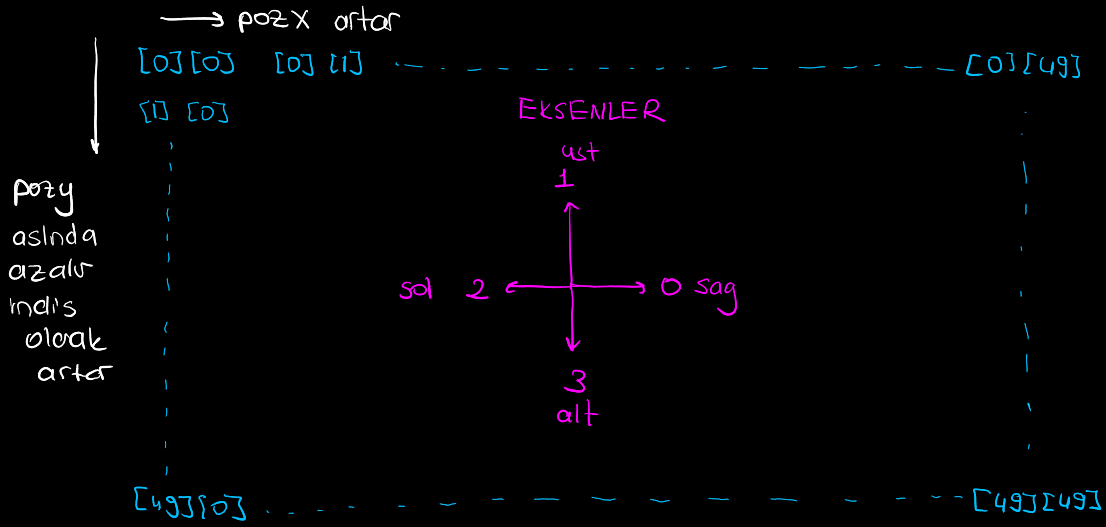 → pozx artar
[0][0] [0][1] [0][49]
[1][0]
EKSENLER
ust
1
pozy
asInda
azalır
indis
olarak
artar
sol 2 0 sag
3
alt
[49][0] [49][49]